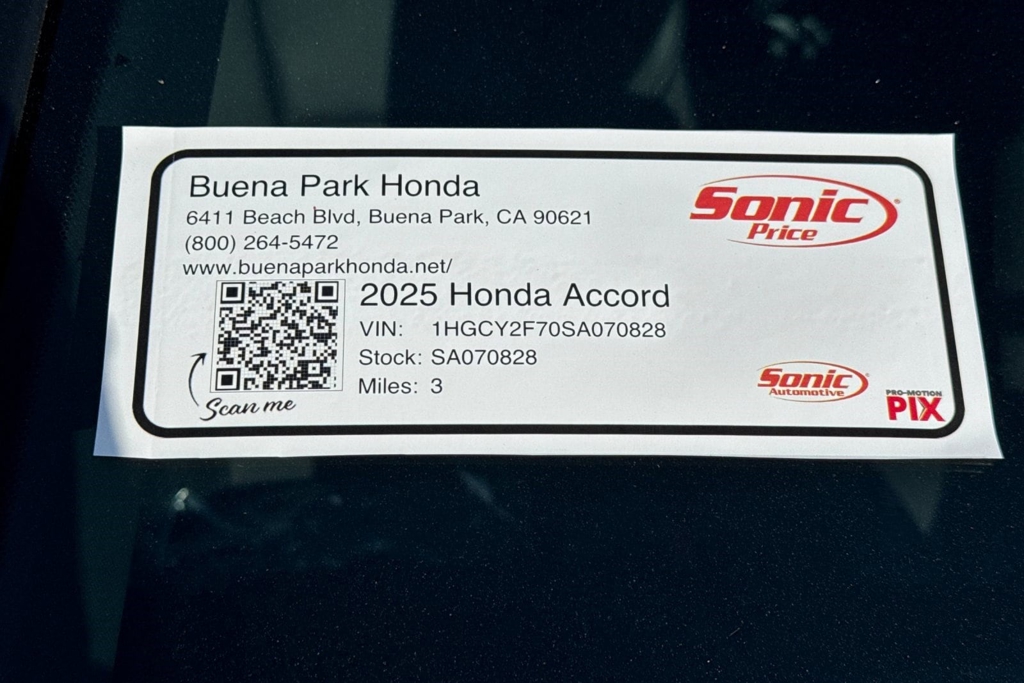 Buena Park Honda
6411 Beach Blvd, Buena Park, CA 90621
(800) 264-5472
www.buenaparkhonda.net/
Sonic
Price
2025 Honda Accord
VIN: 1HGCY2F70SA070828
Stock: SA070828
Miles: 3
Scan me
Sonic
Automotive
PRO-MOTION
PIX